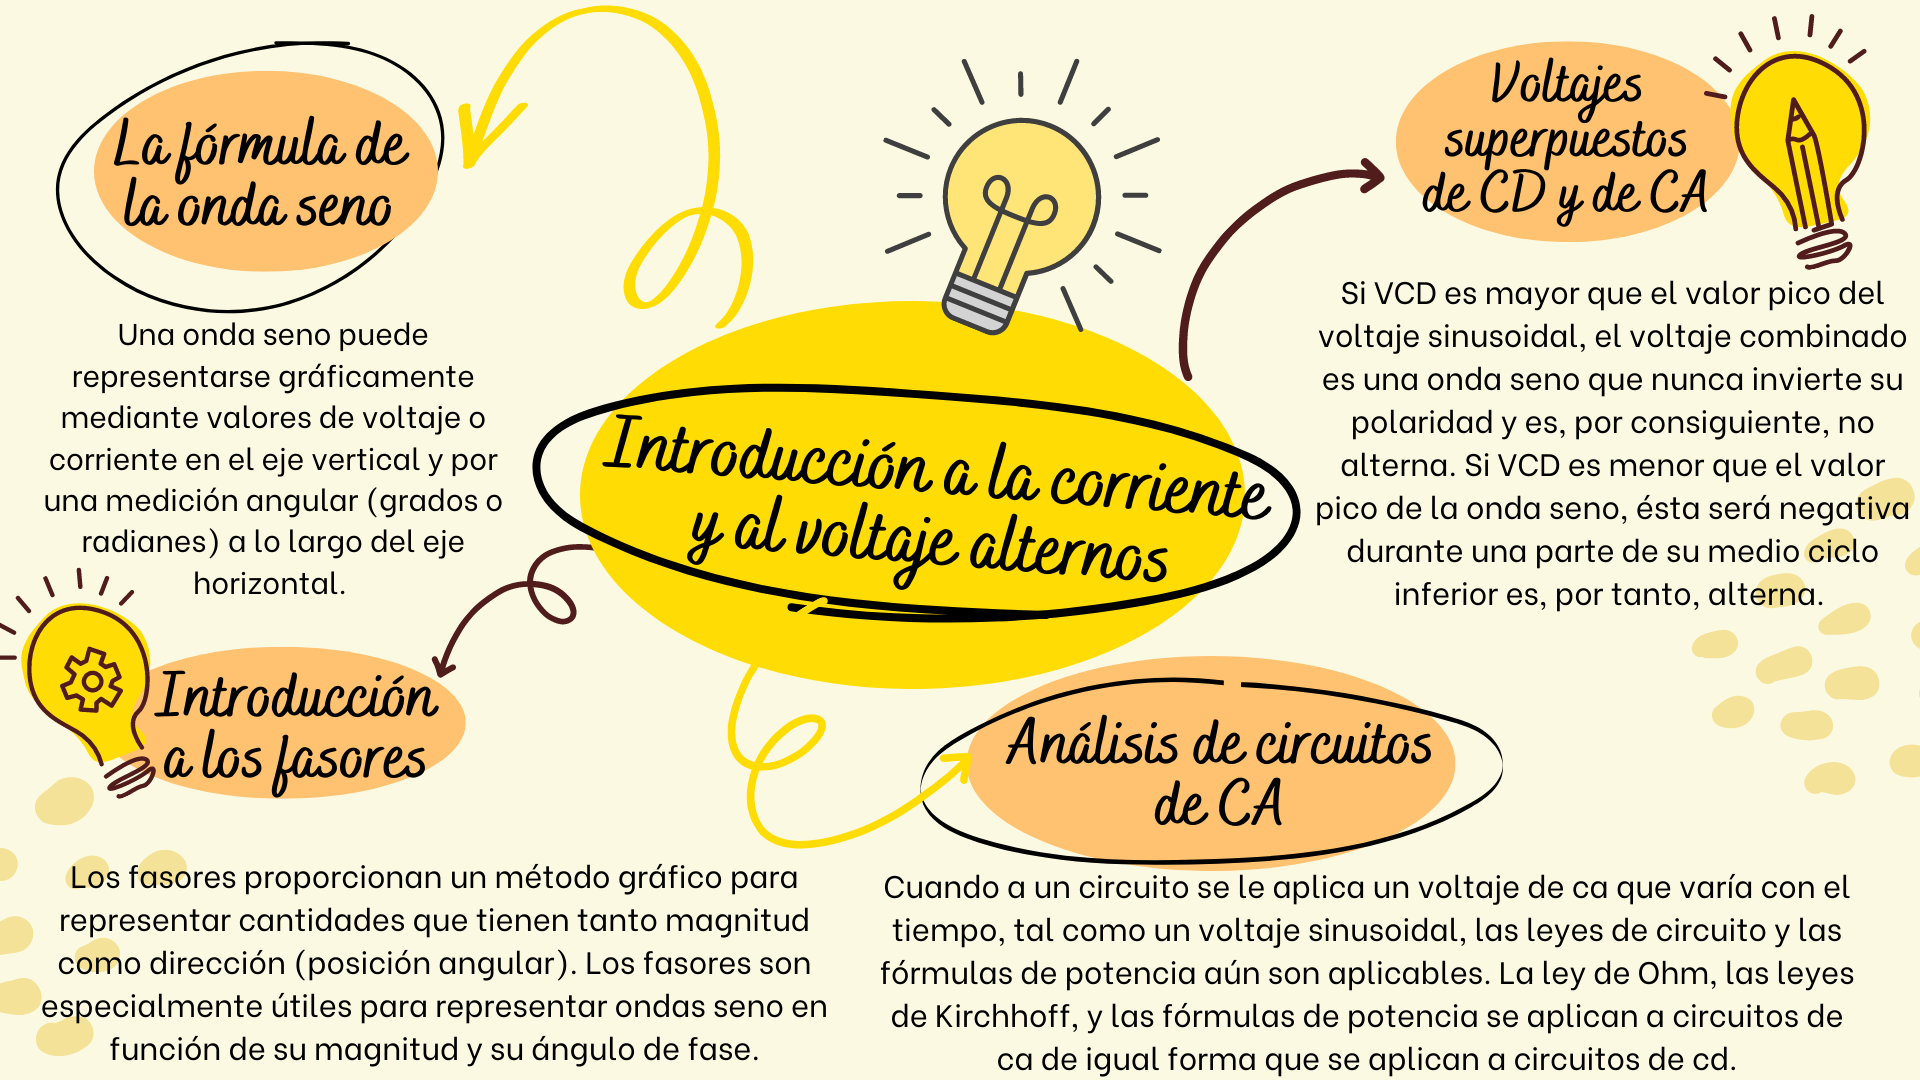 Introducción a la corriente
y al voltaje alternos
La fórmula de
la onda seno
Una onda seno puede
representarse gráficamente
mediante valores de voltaje o
corriente en el eje vertical y por
una medición angular (grados o
radianes) a lo largo del eje
horizontal.
Voltajes
superpuestos
de CD y de CA
Si VCD es mayor que el valor pico del
voltaje sinusoidal, el voltaje combinado
es una onda seno que nunca invierte su
polaridad y es, por consiguiente, no
alterna. Si VCD es menor que el valor
pico de la onda seno, ésta será negativa
durante una parte de su medio ciclo
inferior es, por tanto, alterna.
Introducción
a los fasores
Los fasores proporcionan un método gráfico para
representar cantidades que tienen tanto magnitud
como dirección (posición angular). Los fasores son
especialmente útiles para representar ondas seno en
función de su magnitud y su ángulo de fase.
Análisis de circuitos
de CA
Cuando a un circuito se le aplica un voltaje de ca que varía con el
tiempo, tal como un voltaje sinusoidal, las leyes de circuito y las
fórmulas de potencia aún son aplicables. La ley de Ohm, las leyes
de Kirchhoff, y las fórmulas de potencia se aplican a circuitos de
ca de igual forma que se aplican a circuitos de cd.